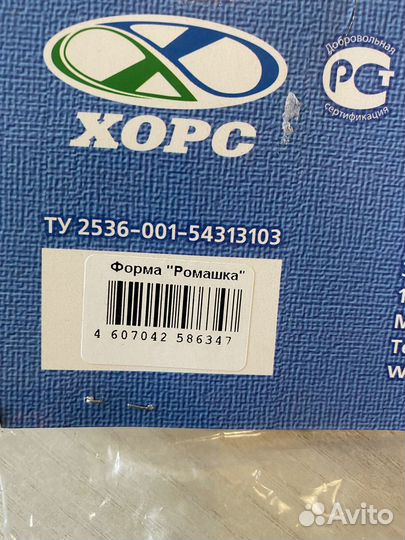 Добровольная
РСТ
сертификация
ХОРС
ТУ 2536-001-54313103
Форма "Ромашка"
4 607042 586347
Avito